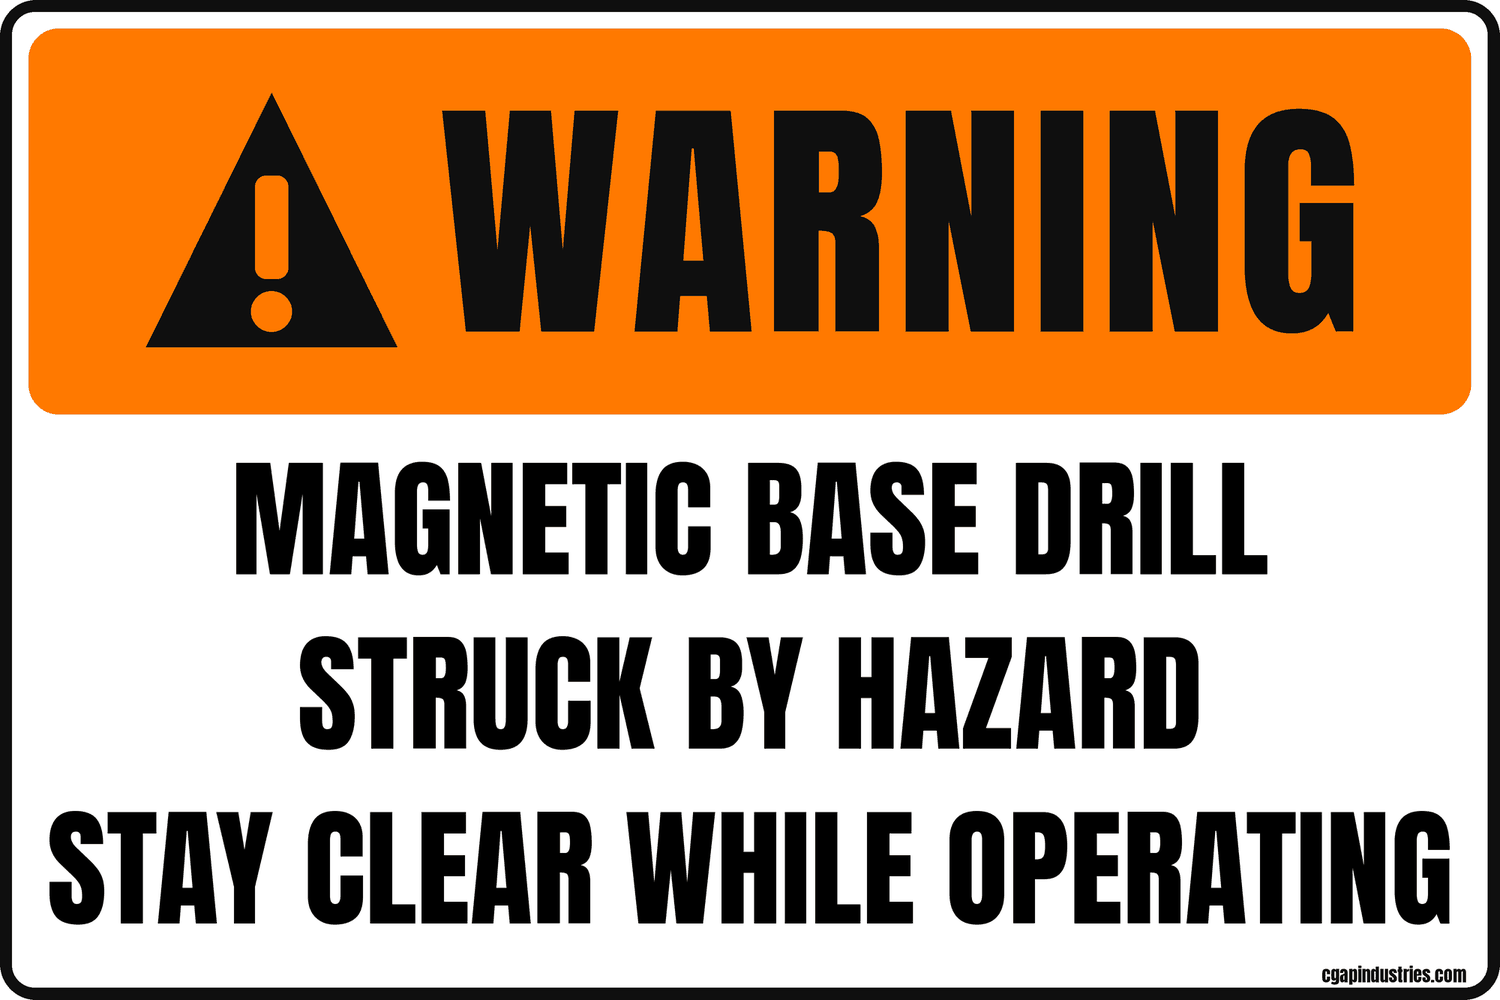 WARNING
MAGNETIC BASE DRILL
STRUCK BY HAZARD
STAY CLEAR WHILE OPERATING
cgapindustries.com